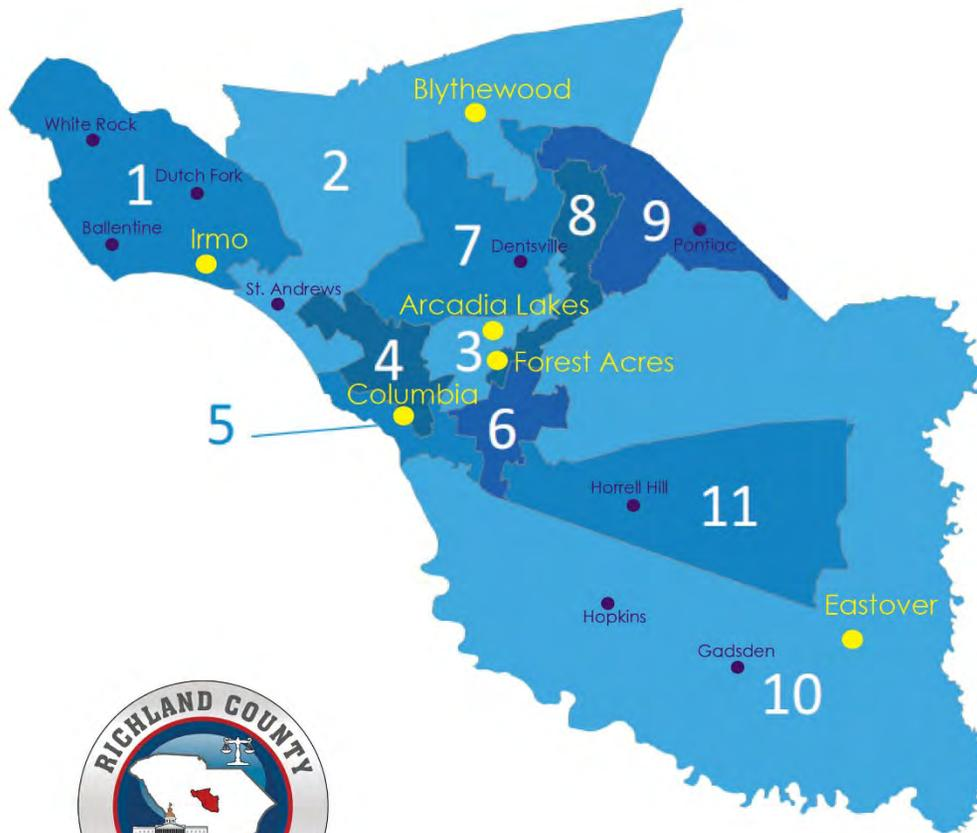 Blythewood
White Rock
1
Dutch Fork
2
Ballentine
Irmo
8
9
Pontiac
7
Dentsville
St. Andrews
Arcadia Lakes
3
4
Forest Acres
Columbia
5
6
Horrell Hill
11
Hopkins
Eastover
Gadsden
10
RICHLAND COUNTY